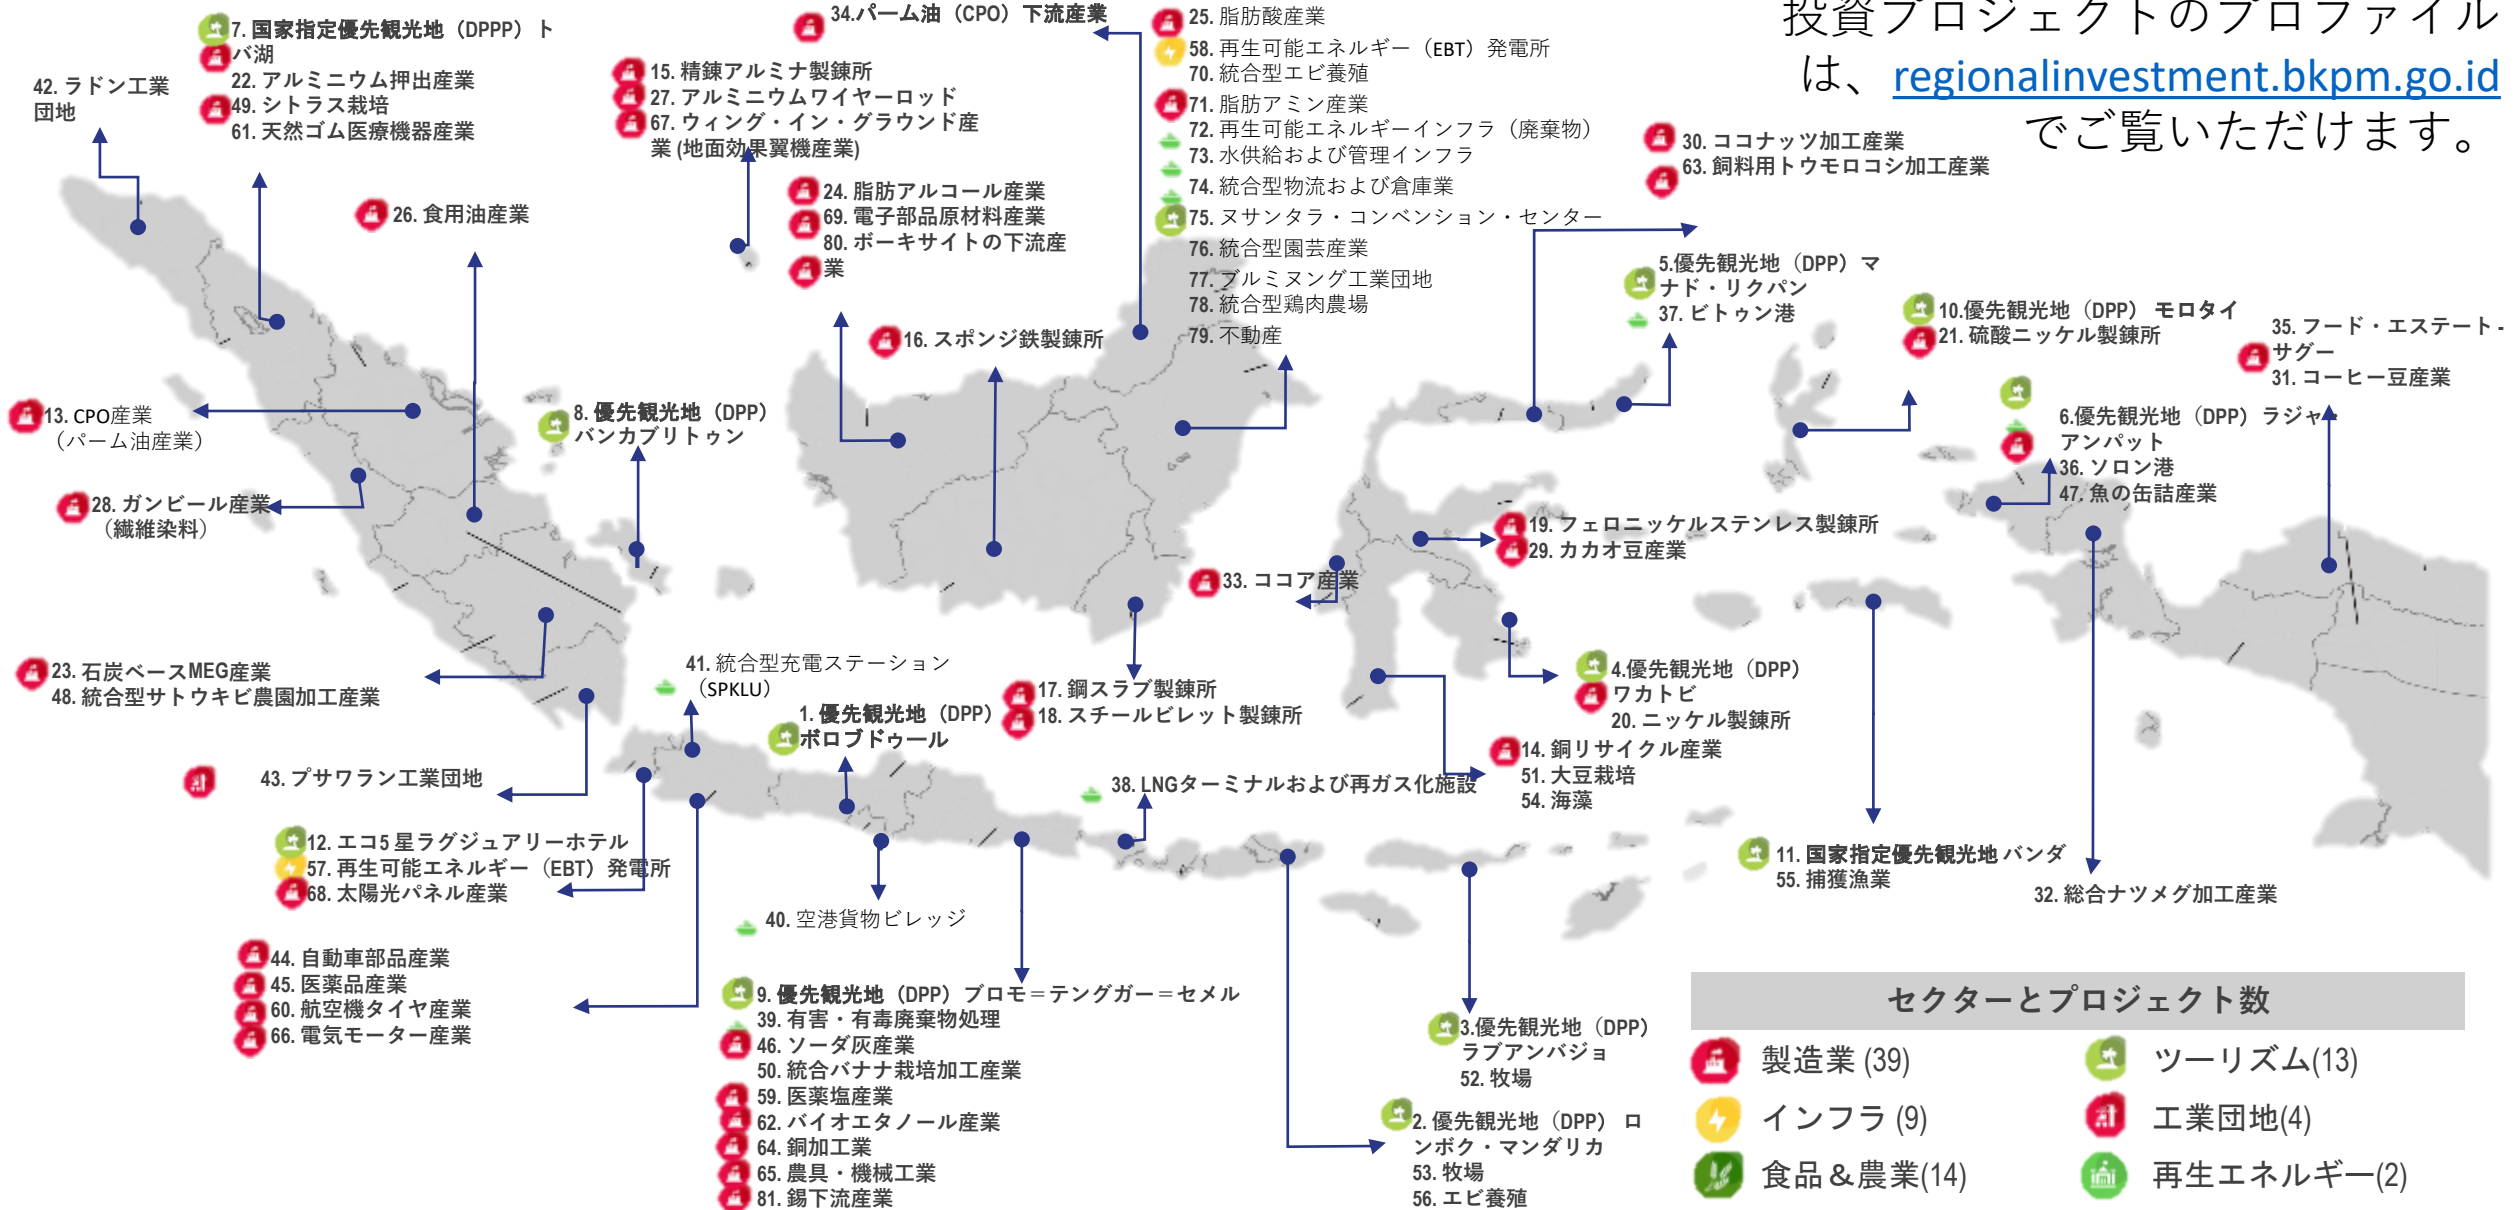 投資プロジェクトのプロファイル
は、regionalinvestment.bkpm.go.id
でご覧いただけます。
7. 国家指定優先観光地（DPPP）ト
バ湖
22. アルミニウム押出産業
49. シトラス栽培
61. 天然ゴム医療機器産業
42. ラドン工業
団地
34.パーム油（CPO）下流産業
15. 精錬アルミナ製錬所
27. アルミニウムワイヤーロッド
67. ウィング・イン・グラウンド産
業 (地面効果翼機産業)
25. 脂肪酸産業
58. 再生可能エネルギー（EBT）発電所
70. 統合型エビ養殖
71. 脂肪アミン産業
72. 再生可能エネルギーインフラ（廃棄物）
73. 水供給および管理インフラ
74. 統合型物流および倉庫業
75. ヌサンタラ・コンベンション・センター
76. 統合型園芸産業
77. ブルミヌング工業団地
78. 統合型鶏肉農場
79. 不動産
30. ココナッツ加工産業
63. 飼料用トウモロコシ加工産業
26. 食用油産業
24. 脂肪アルコール産業
69. 電子部品原材料産業
80. ボーキサイトの下流産
業
16. スポンジ鉄製錬所
5.優先観光地（DPP）マ
ナド・リクパン
37. ビトゥン港
10.優先観光地（DPP） モロタイ
21. 硫酸ニッケル製錬所
35. フード・エステート -
サグー
31. コーヒー豆産業
13. CPO産業
（パーム油産業）
8. 優先観光地（DPP）
バンカブリトゥン
6.優先観光地（DPP）ラジャ
アンパット
36. ソロン港
47. 魚の缶詰産業
28. ガンビール産業
（繊維染料）
19. フェロニッケルステンレス製錬所
29. カカオ豆産業
33. ココア産業
23. 石炭ベースMEG産業
48. 統合型サトウキビ農園加工産業
41. 統合型充電ステーション
（SPKLU）
1. 優先観光地（DPP）
ボロブドゥール
17. 鋼スラブ製錬所
18. スチールビレット製錬所
4.優先観光地（DPP）
ワカトビ
20. ニッケル製錬所
14. 銅リサイクル産業
51. 大豆栽培
54. 海藻
43. プサワラン工業団地
38. LNGターミナルおよび再ガス化施設
12. エコ5 星ラグジュアリーホテル
57. 再生可能エネルギー（EBT）発電所
68. 太陽光パネル産業
11. 国家指定優先観光地 バンダ
55. 捕獲漁業
32. 総合ナツメグ加工産業
40. 空港貨物ビレッジ
44. 自動車部品産業
45. 医薬品産業
60. 航空機タイヤ産業
66. 電気モーター産業
9. 優先観光地（DPP）ブロモ＝テングガー＝セメル
39. 有害・有毒廃棄物処理
46. ソーダ灰産業
50. 統合バナナ栽培加工産業
59. 医薬塩産業
62. バイオエタノール産業
64. 銅加工業
65. 農具・機械工業
81. 錫下流産業
3.優先観光地（DPP）
ラブアンバジョ
52. 牧場
2. 優先観光地（DPP） ロ
ンボク・マンダリカ
53. 牧場
56. エビ養殖
セクターとプロジェクト数
製造業 (39)
ツーリズム(13)
インフラ (9)
工業団地(4)
食品＆農業(14)
再生エネルギー(2)